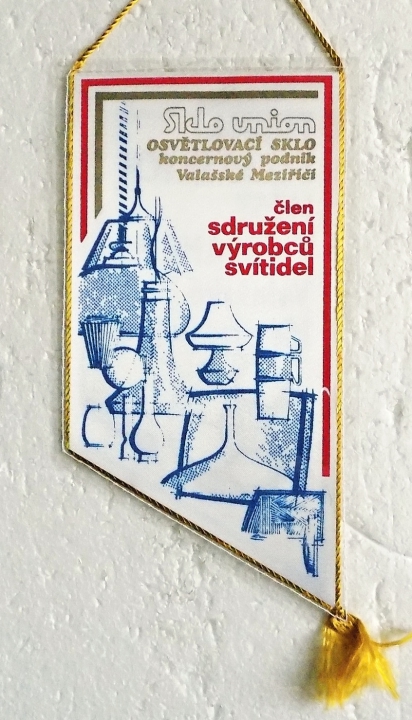 Sklo union
OSVĚTLOVACÍ SKLO
koncernový podnik
Valašské Meziříčí
člen
sdružení
výrobců
svítidel